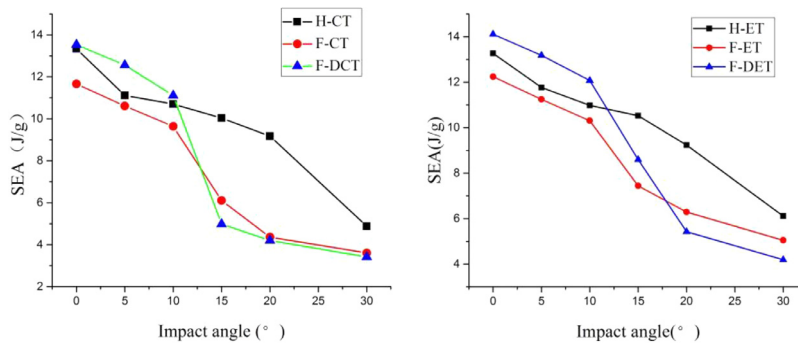 H-CT
F-CT
F-DCT
14
12
10
8
6
4
2
SEA (J/g)
0
5
10
15
20
25
30
Impact angle (°)
H-ET
F-ET
F-DET
14
12
10
8
6
4
SEA(J/g)
0
5
10
15
20
25
30
Impact angle(°)